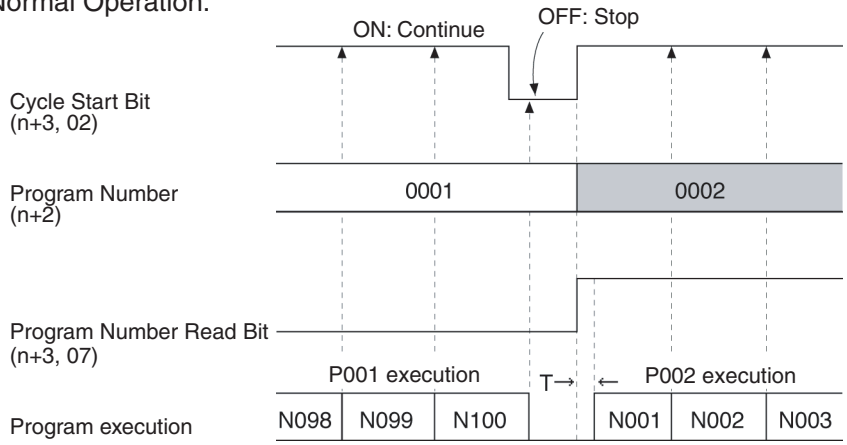 Normal Operation.
OFF: Stop
ON: Continue
Cycle Start Bit
(n+3, 02)
Program Number
(n+2)
0001
0002
Program Number Read Bit
(n+3, 07)
P001 execution
T
P002 execution
Program execution
N098
N099
N100
N001
N002
N003